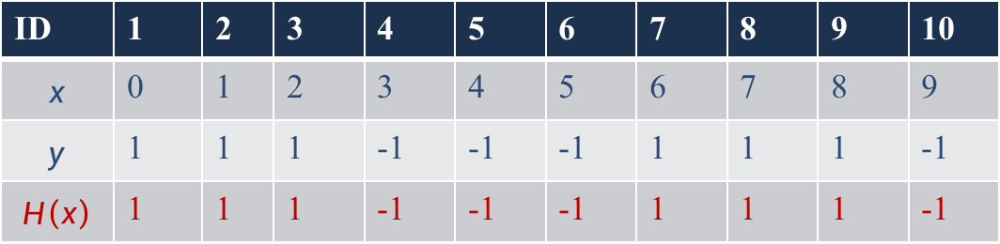 ID 1 2 3 4 5 6 7 8 9 10
x 0 1 2 3 4 5 6 7 8 9
y 1 1 1 -1 -1 -1 1 1 1 -1
H(x) 1 1 1 -1 -1 -1 1 1 1 -1